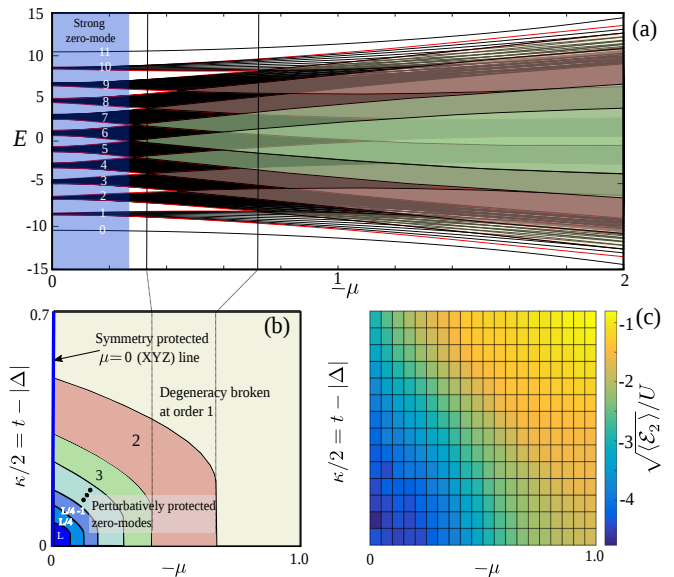 15
10
5
0
-5
-10
-15
E
Strong
zero-mode
11
10
9
8
7
6
5
4
3
2
1
0
(a)
0
1
2
−μ
0.7
0
κ/2 = t − |Δ|
(b)
Symmetry protected
μ=0 (XYZ) line
Degeneracy broken
at order 1
2
3
L/4 -1
L/4
L
Perturbatively protected
zero-modes
0
1.0
−μ
κ/2 = t − |Δ|
(c)
0
1.0
−μ
-1
-2
-3
-4
√⟨ℰ₂⟩/U